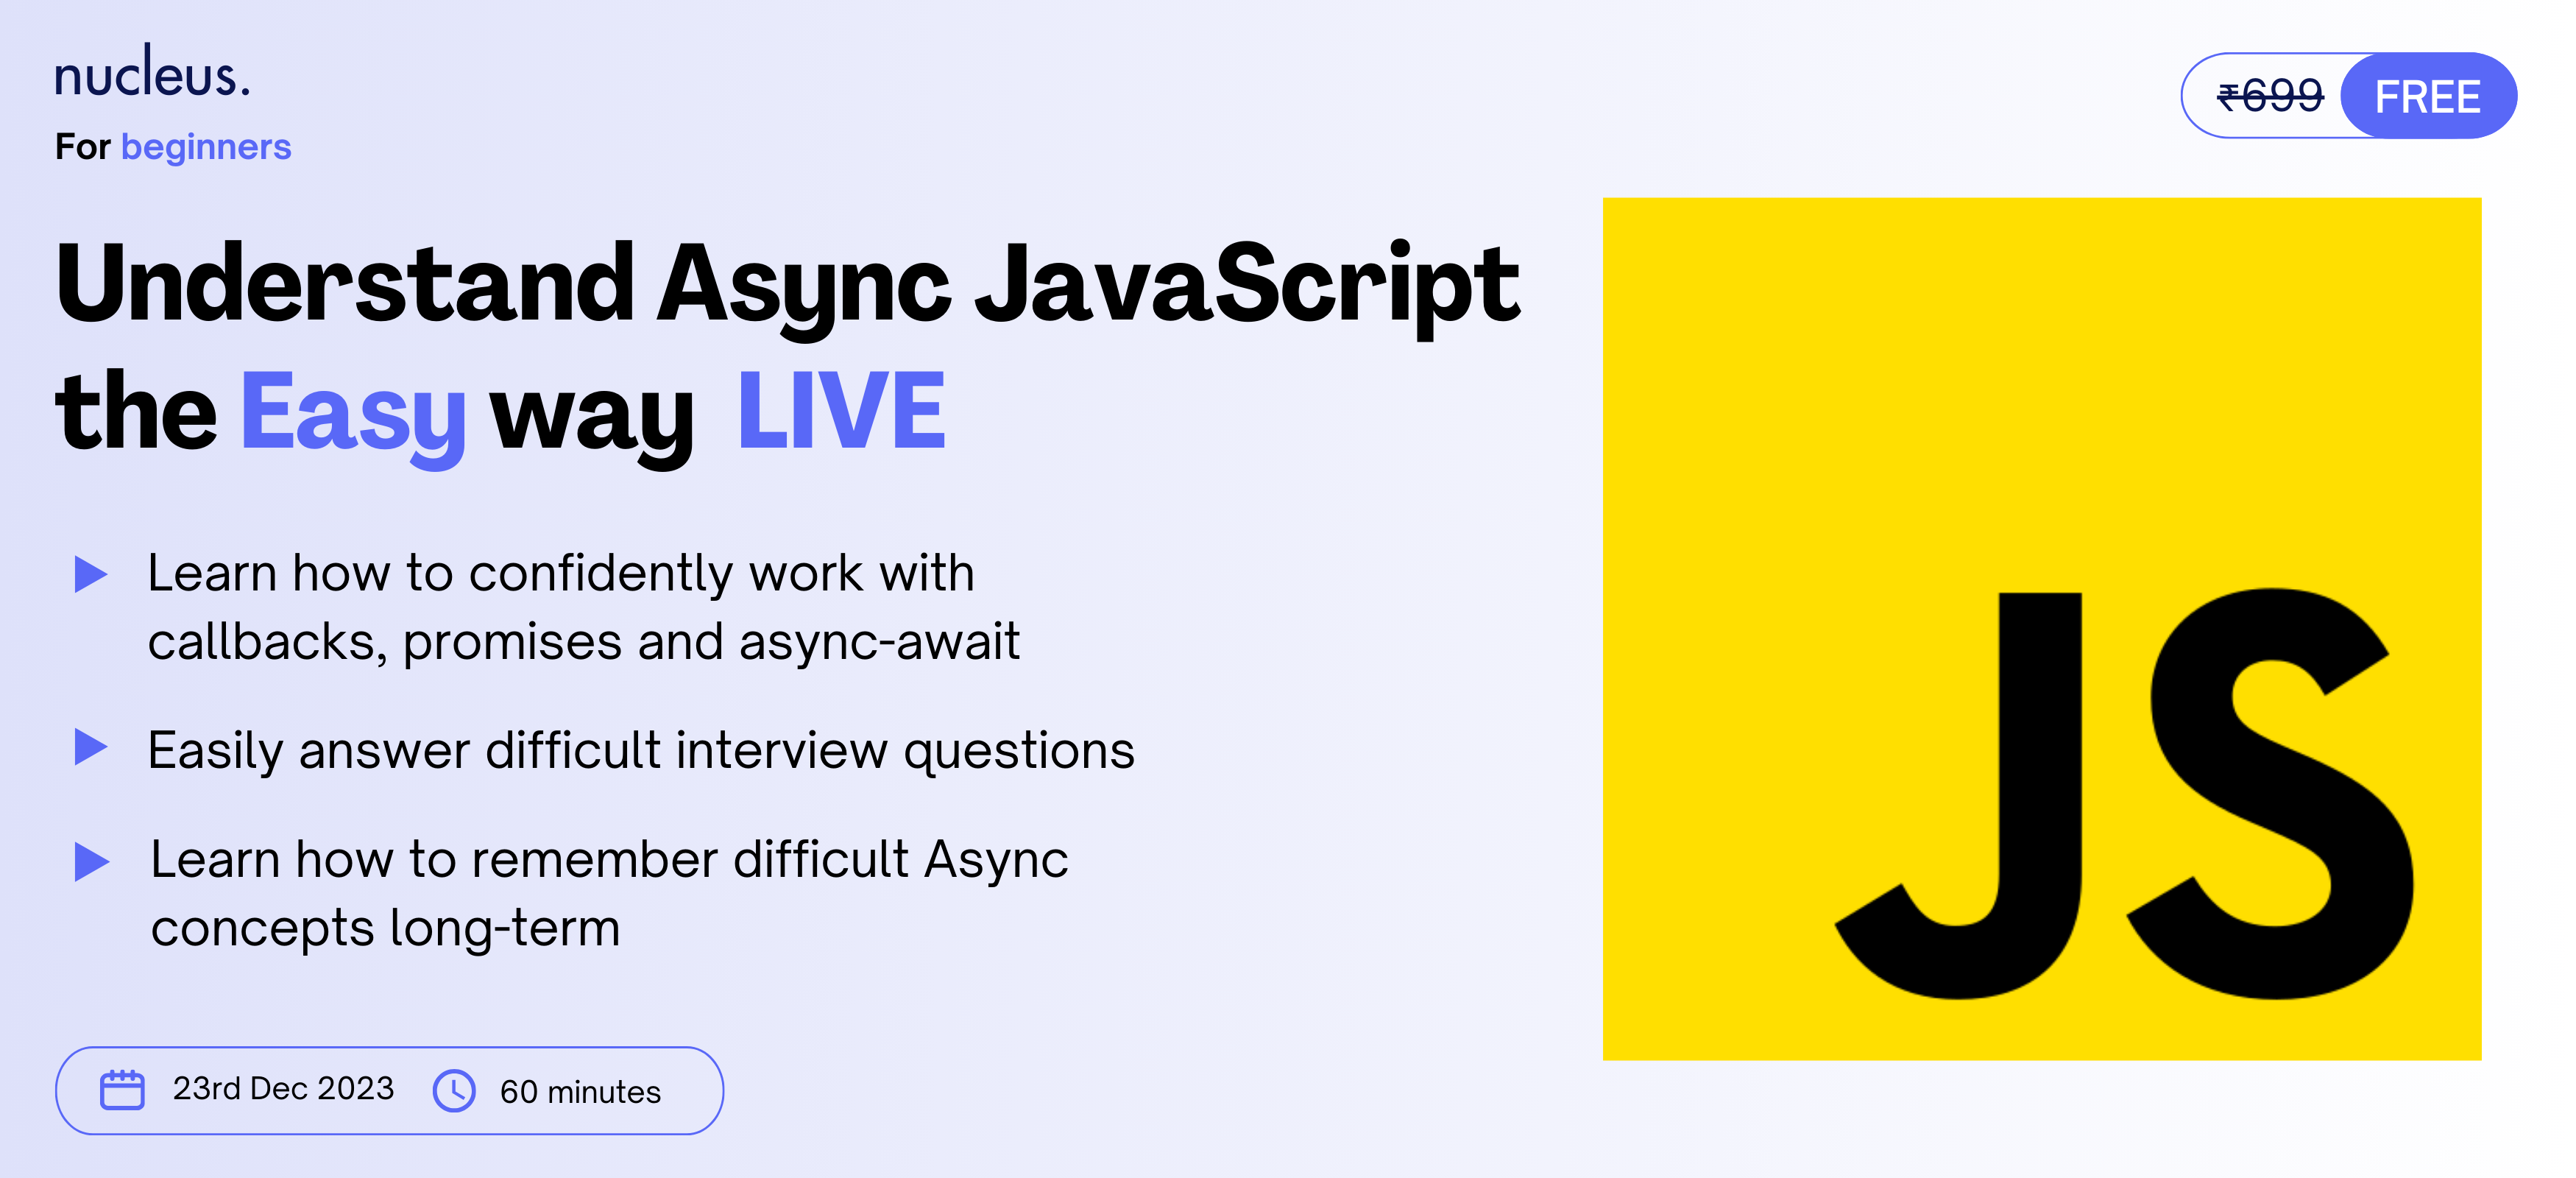 nucleus.
For beginners
₹699 FREE
Understand Async JavaScript
the Easy way LIVE
Learn how to confidently work with
callbacks, promises and async-await
Easily answer difficult interview questions
Learn how to remember difficult Async
concepts long-term
JS
23rd Dec 2023 60 minutes